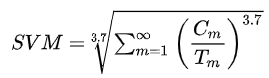 SVM = \sqrt[3.7]{\sum_{m=1}^{\infty} \left( \frac{C_m}{T_m} \right)^{3.7}}